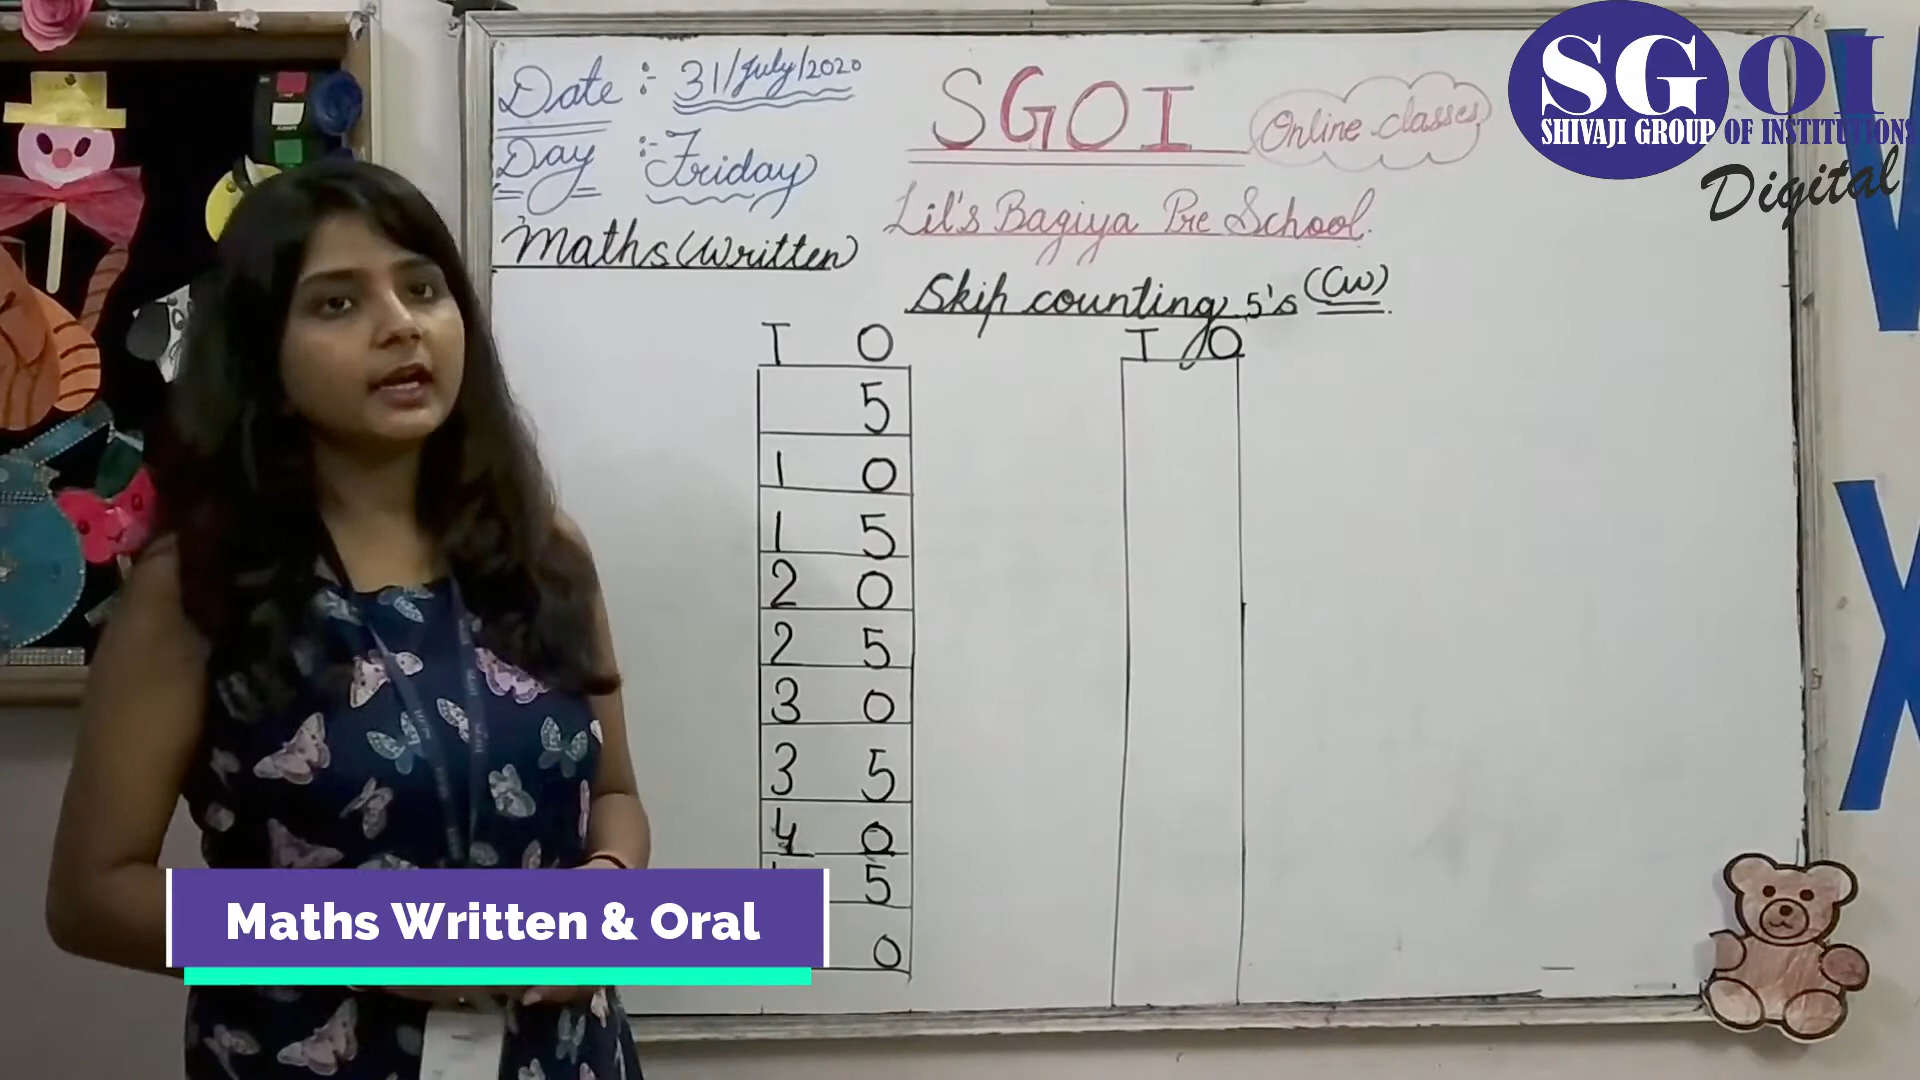 Date :- 31/July/2020
Day :- Friday
Maths (Written)
SGOI
Online classes
Lil's Bagiya Pre School.
Skip counting 5's (CW)
T O
5
1 0
1 5
2 0
2 5
3 0
3 5
4 0
5
0
T O
SGOI
SHIVAJI GROUP OF INSTITUTIONS
Digital
Maths Written & Oral
X